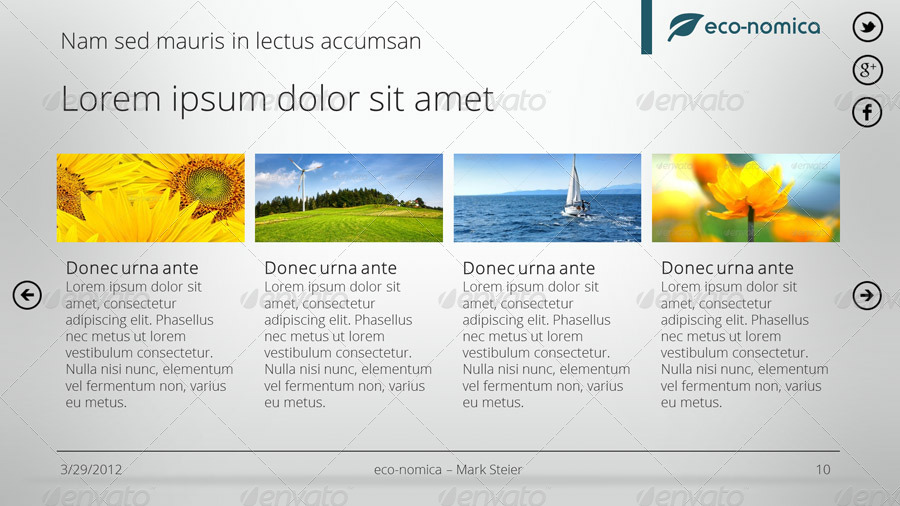 Nam sed mauris in lectus accumsan
eco-nomica
g+
Lorem ipsum dolor sit amet
Donec urna ante
Lorem ipsum dolor sit
amet, consectetur
adipiscing elit. Phasellus
nec metus ut lorem
vestibulum consectetur.
Nulla nisi nunc, elementum
vel fermentum non, varius
eu metus.
Donec urna ante
Lorem ipsum dolor sit
amet, consectetur
adipiscing elit. Phasellus
nec metus ut lorem
vestibulum consectetur.
Nulla nisi nunc, elementum
vel fermentum non, varius
eu metus.
Donec urna ante
Lorem ipsum dolor sit
amet, consectetur
adipiscing elit. Phasellus
nec metus ut lorem
vestibulum consectetur.
Nulla nisi nunc, elementum
vel fermentum non, varius
eu metus.
Donec urna ante
Lorem ipsum dolor sit
amet, consectetur
adipiscing elit. Phasellus
nec metus ut lorem
vestibulum consectetur.
Nulla nisi nunc, elementum
vel fermentum non, varius
eu metus.
3/29/2012
eco-nomica – Mark Steier
10
envato